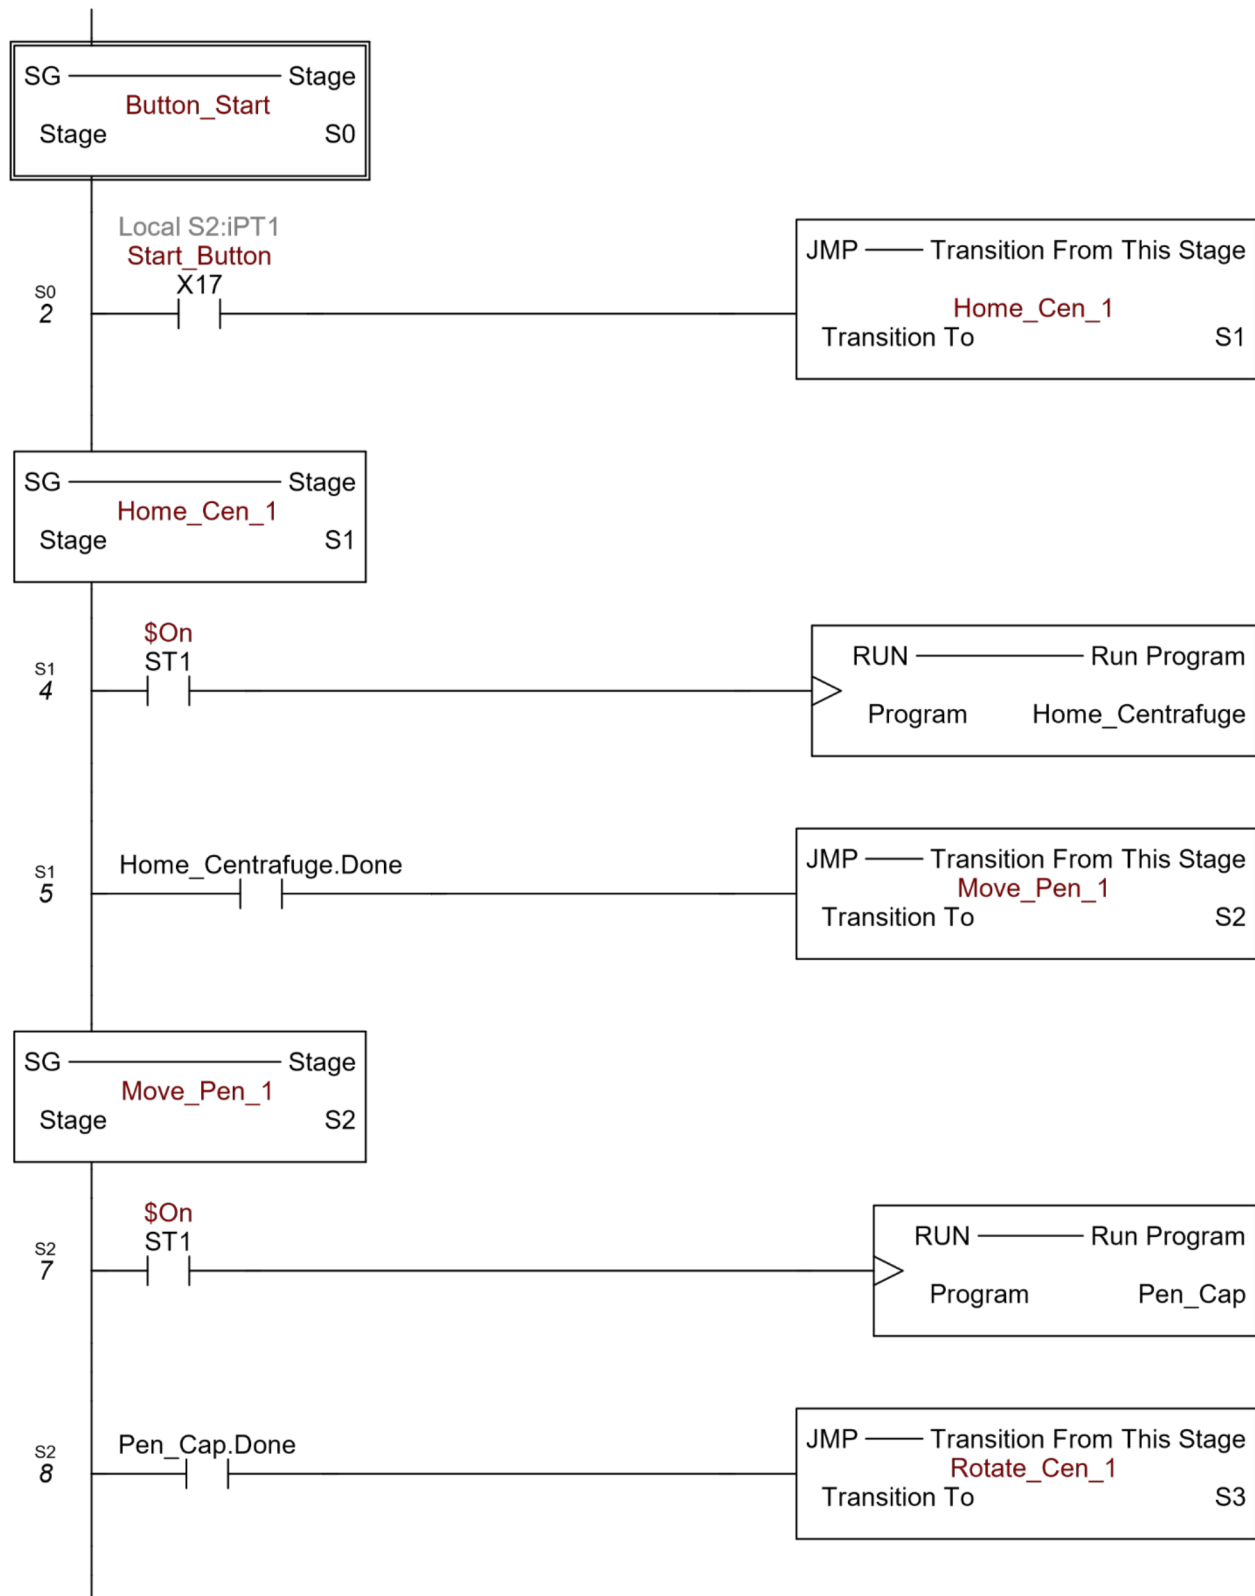 SG Stage
Button_Start
Stage S0
Local S2:iPT1
Start_Button
X17
S0
2
JMP Transition From This Stage
Home_Cen_1
Transition To S1
SG Stage
Home_Cen_1
Stage S1
$On
ST1
S1
4
RUN Run Program
Program Home_Centrafuge
S1
5
Home_Centrafuge.Done
JMP Transition From This Stage
Move_Pen_1
Transition To S2
SG Stage
Move_Pen_1
Stage S2
$On
ST1
S2
7
RUN Run Program
Program Pen_Cap
S2
8
Pen_Cap.Done
JMP Transition From This Stage
Rotate_Cen_1
Transition To S3